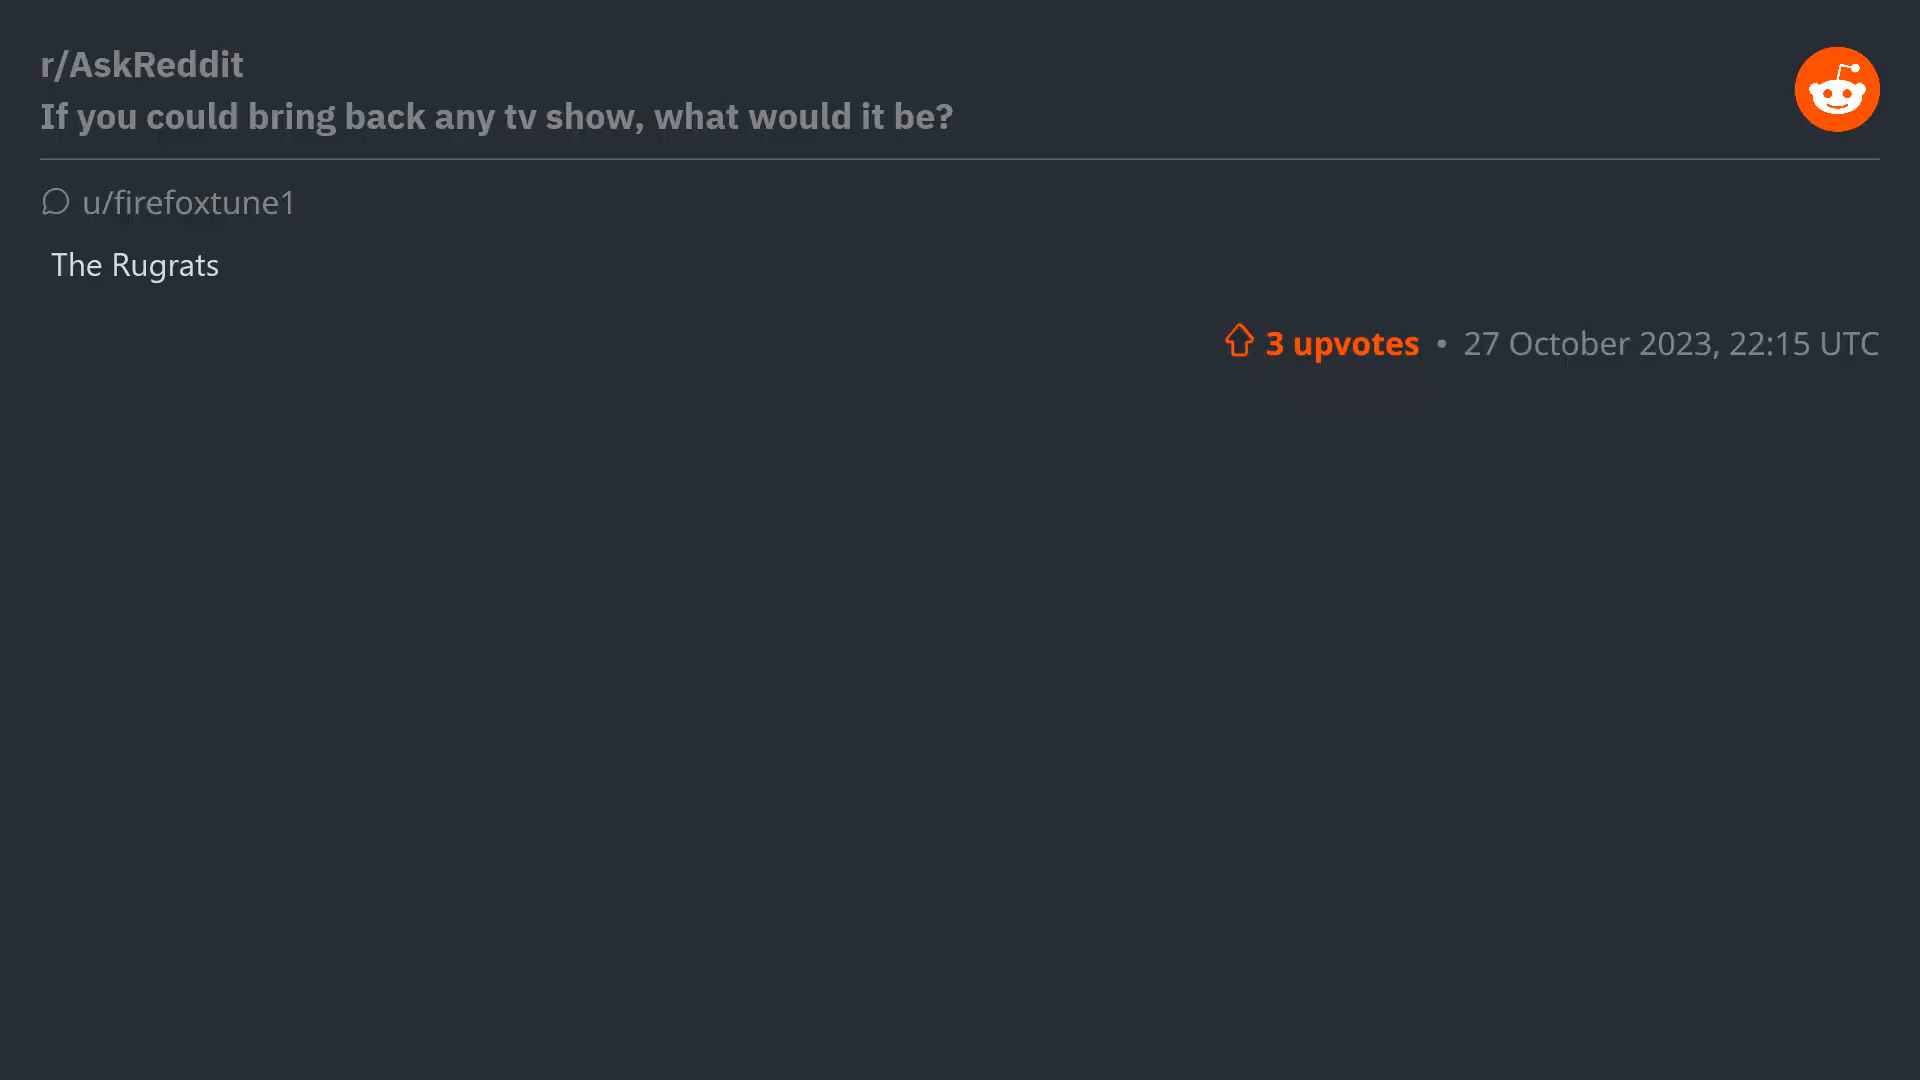 r/AskReddit
If you could bring back any tv show, what would it be?
u/firefoxtune1
The Rugrats
3 upvotes • 27 October 2023, 22:15 UTC